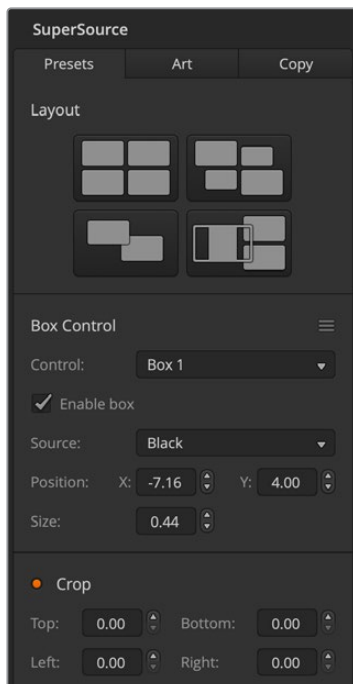 SuperSource
Presets Art Copy
Layout
Box Control
Control: Box 1
Enable box
Source: Black
Position: X: -7.16 Y: 4.00
Size: 0.44
Crop
Top: 0.00 Bottom: 0.00
Left: 0.00 Right: 0.00